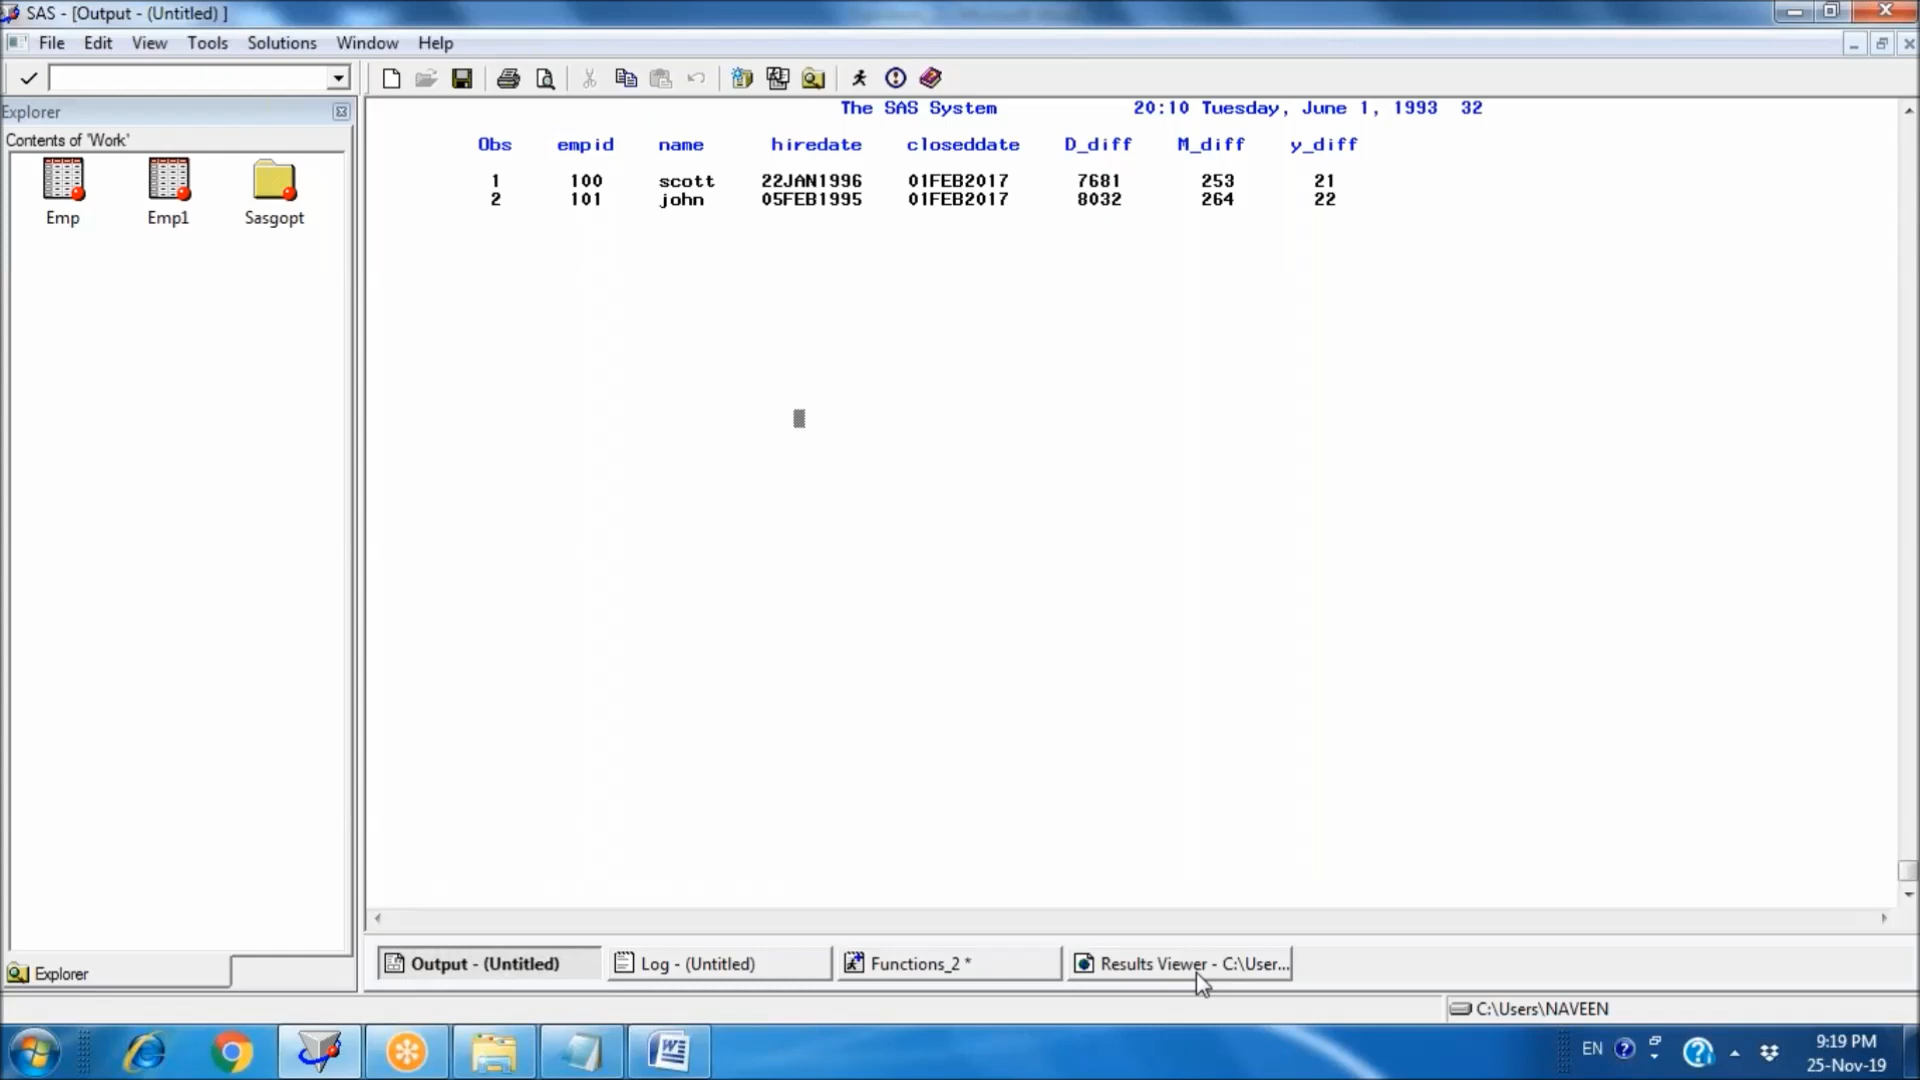 SAS - [Output - (Untitled) ]
File Edit View Tools Solutions Window Help
Explorer
Contents of 'Work'
Emp Emp1 Sasgopt
The SAS System 20:10 Tuesday, June 1, 1993 32
Obs empid name hiredate closeddate D_diff M_diff y_diff
1 100 scott 22JAN1996 01FEB2017 7681 253 21
2 101 john 05FEB1995 01FEB2017 8032 264 22
Explorer
Output - (Untitled) Log - (Untitled) Functions_2 * Results Viewer - C:\User...
C:\Users\NAVEEN
EN 9:19 PM
25-Nov-19